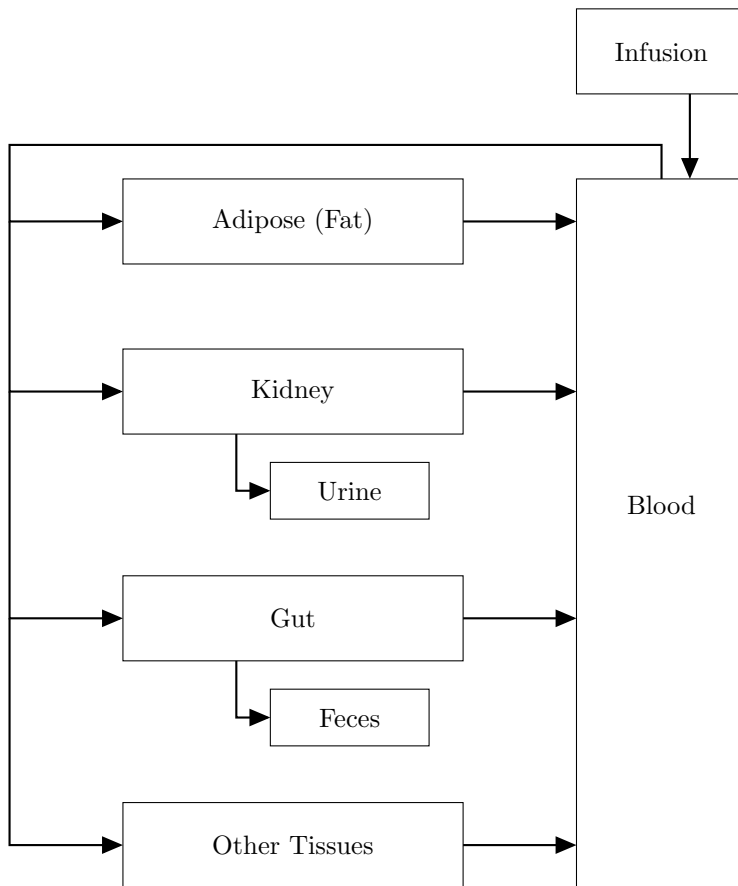 Infusion
Adipose (Fat)
Kidney
Urine
Blood
Gut
Feces
Other Tissues